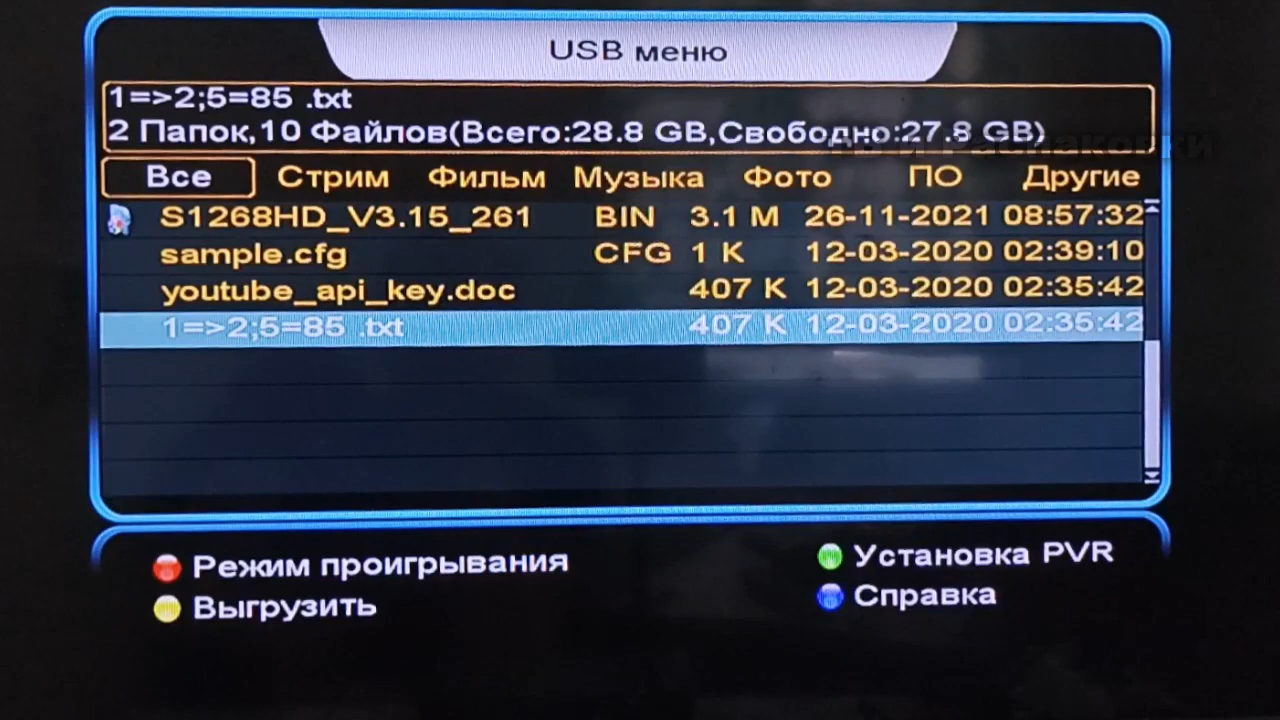 USB меню
1=>2;5=85 .txt
2 Папок,10 Файлов(Всего:28.8 GB,Свободно:27.8 GB)
ТВ и Распаковки
Все Стрим Фильм Музыка Фото ПО Другие
S1268HD_V3.15_261 BIN 3.1 M 26-11-2021 08:57:32
sample.cfg CFG 1 K 12-03-2020 02:39:10
youtube_api_key.doc 407 K 12-03-2020 02:35:42
1=>2;5=85 .txt 407 K 12-03-2020 02:35:42
Режим проигрывания Установка PVR
Выгрузить Справка